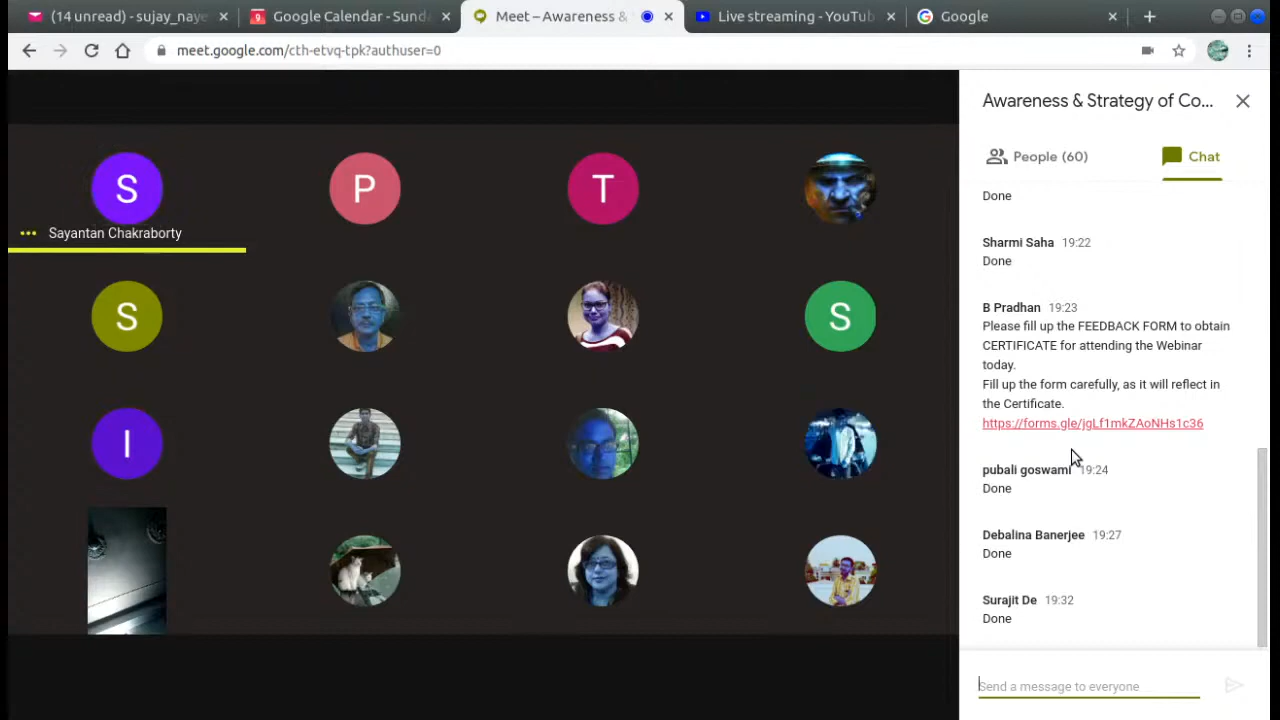 (14 unread) - sujay_naye
Google Calendar - Sund
Meet – Awareness &
Live streaming - YouTub
Google
meet.google.com/cth-etvq-tpk?authuser=0
Awareness & Strategy of Co...
People (60)
Chat
Done
Sharmi Saha 19:22
Done
B Pradhan 19:23
Please fill up the FEEDBACK FORM to obtain
CERTIFICATE for attending the Webinar
today.
Fill up the form carefully, as it will reflect in
the Certificate.
https://forms.gle/jgLf1mkZAoNHs1c36
pubali goswami 19:24
Done
Debalina Banerjee 19:27
Done
Surajit De 19:32
Done
Send a message to everyone
S
P
T
Sayantan Chakraborty
S
S
I